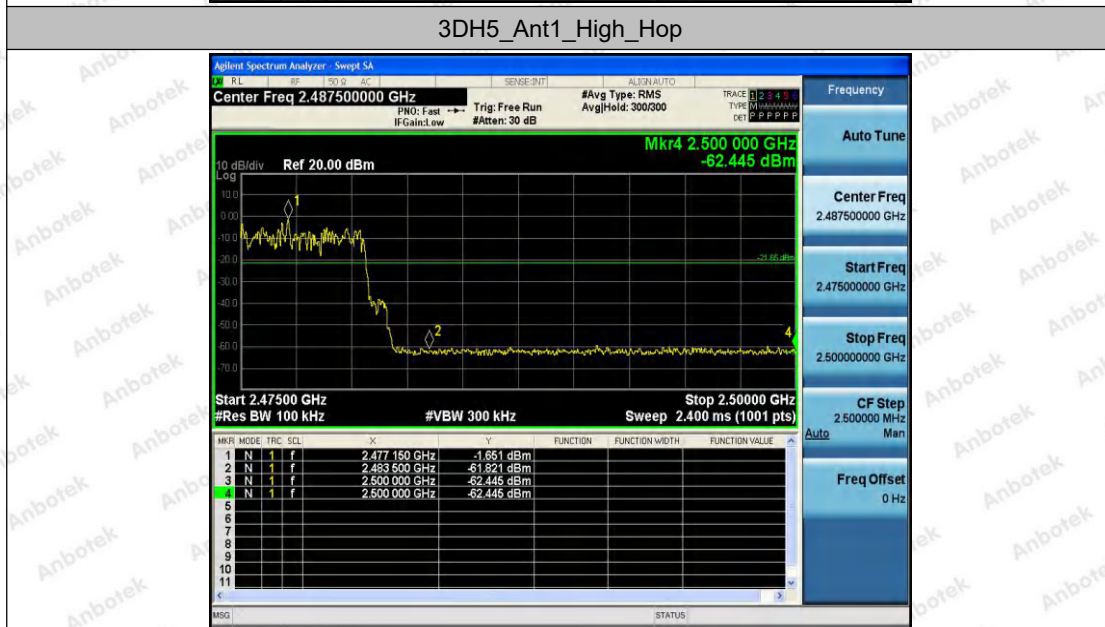 3DH5_Ant1_High_Hop
Agilent Spectrum Analyzer - Swept SA
RL RF 50 Ω AC SENSE:INT ALIGNAUTO
Center Freq 2.487500000 GHz
PNO: Fast
IFGain:Low
Trig: Free Run
#Atten: 30 dB
#Avg Type: RMS
Avg|Hold: 300/300
TRACE 1 2 3 4 5 6
TYPE M
DET P P P P P P
Mkr4 2.500 000 GHz
-62.445 dBm
10 dB/div Ref 20.00 dBm
Log
10.0
0.00
-10.0
-20.0
-30.0
-40.0
-50.0
-60.0
-70.0
1
2
4
-21.65 dBm
Start 2.47500 GHz Stop 2.50000 GHz
#Res BW 100 kHz #VBW 300 kHz Sweep 2.400 ms (1001 pts)
MKR MODE TRC SCL X Y FUNCTION FUNCTION WIDTH FUNCTION VALUE
1 N 1 f 2.477 150 GHz -1.651 dBm
2 N 1 f 2.483 500 GHz -61.821 dBm
3 N 1 f 2.500 000 GHz -62.445 dBm
4 N 1 f 2.500 000 GHz -62.445 dBm
5
6
7
8
9
10
11
MSG STATUS
Frequency
Auto Tune
Center Freq
2.487500000 GHz
Start Freq
2.475000000 GHz
Stop Freq
2.500000000 GHz
CF Step
2.500000 MHz
Auto Man
Freq Offset
0 Hz
Anbotek